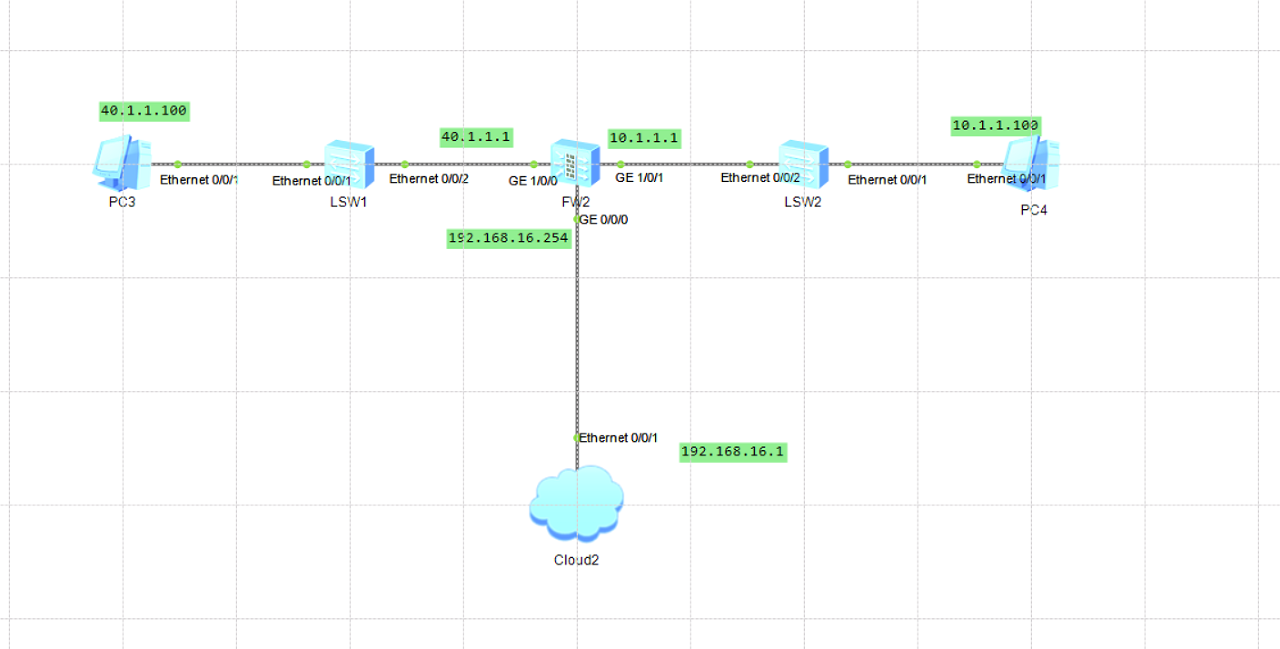 40.1.1.100
40.1.1.1
10.1.1.1
10.1.1.100
Ethernet 0/0/1
Ethernet 0/0/1
Ethernet 0/0/2
GE 1/0/0
GE 1/0/1
Ethernet 0/0/2
Ethernet 0/0/1
Ethernet 0/0/1
PC3
LSW1
FW2
LSW2
PC4
GE 0/0/0
192.168.16.254
Ethernet 0/0/1
192.168.16.1
Cloud2